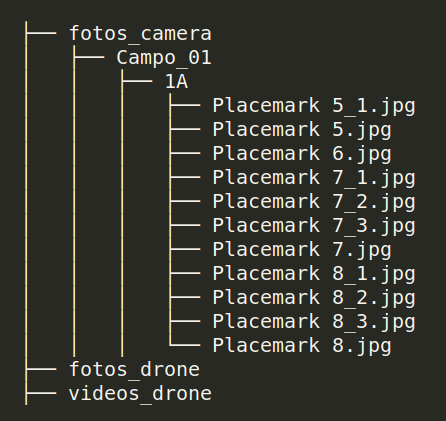 ├── fotos_camera
│   ├── Campo_01
│   │   ├── 1A
│   │   │   ├── Placemark 5_1.jpg
│   │   │   ├── Placemark 5.jpg
│   │   │   ├── Placemark 6.jpg
│   │   │   ├── Placemark 7_1.jpg
│   │   │   ├── Placemark 7_2.jpg
│   │   │   ├── Placemark 7_3.jpg
│   │   │   ├── Placemark 7.jpg
│   │   │   ├── Placemark 8_1.jpg
│   │   │   ├── Placemark 8_2.jpg
│   │   │   ├── Placemark 8_3.jpg
│   │   │   └── Placemark 8.jpg
├── fotos_drone
├── videos_drone